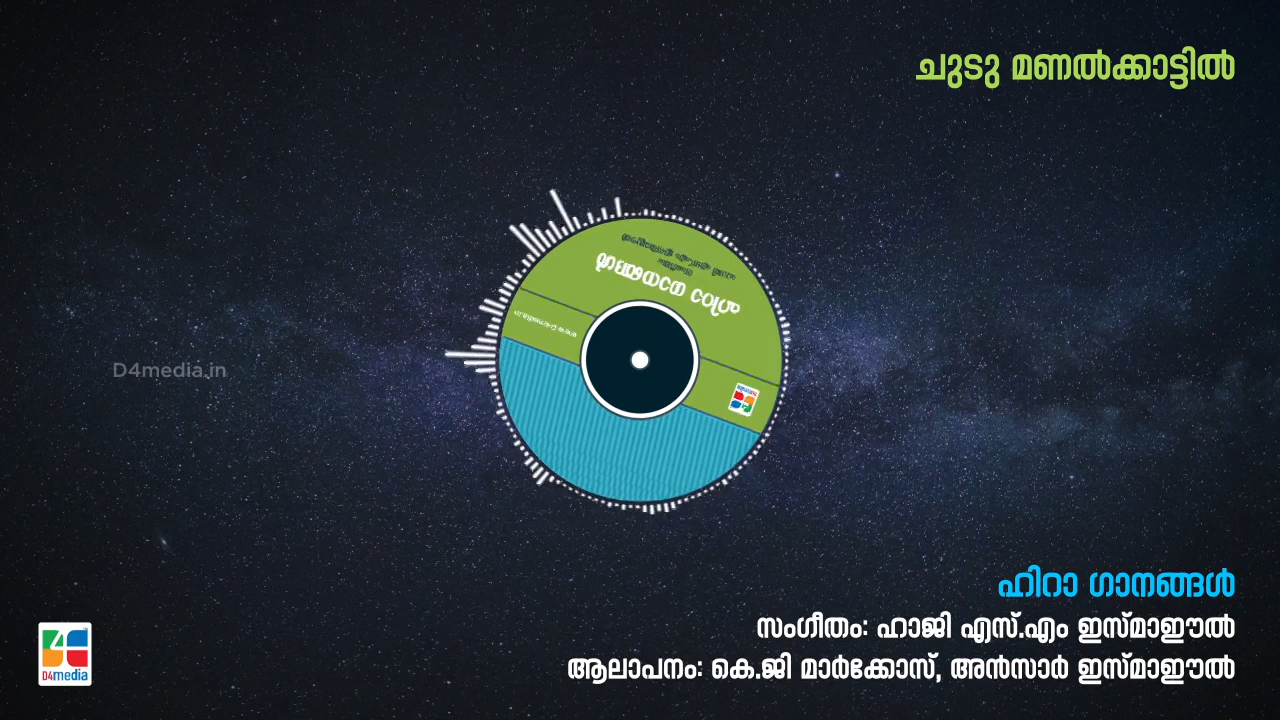 ചുടു മണൽക്കാട്ടിൽ
D4media.in
ഹിറാ ഗാനങ്ങൾ
സംഗീതം: ഹാജി എസ്.എം ഇസ്മാഈൽ
ആലാപനം: കെ.ജി മാർക്കോസ്, അൻസാർ ഇസ്മാഈൽ
D4media